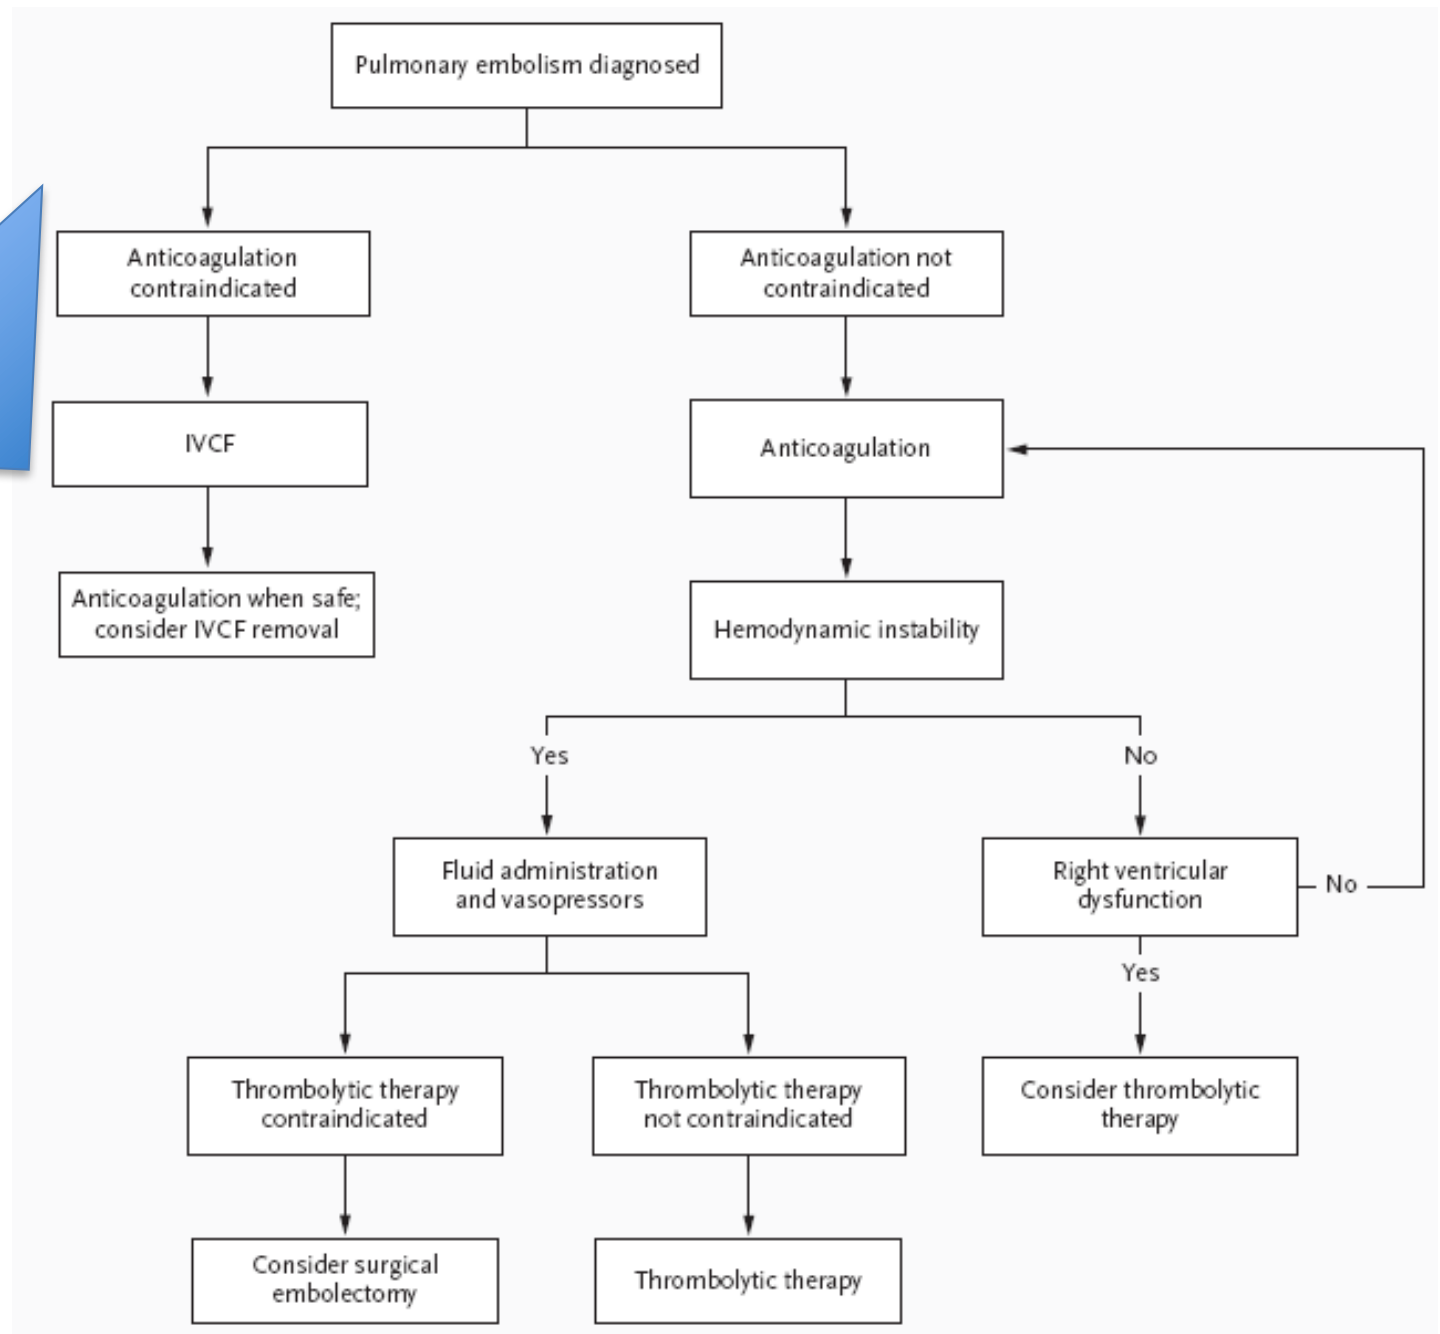 Pulmonary embolism diagnosed
Anticoagulation
contraindicated
Anticoagulation not
contraindicated
IVCF
Anticoagulation
Anticoagulation when safe;
consider IVCF removal
Hemodynamic instability
Yes
No
Fluid administration
and vasopressors
Right ventricular
dysfunction
No
Yes
Thrombolytic therapy
contraindicated
Thrombolytic therapy
not contraindicated
Consider thrombolytic
therapy
Consider surgical
embolectomy
Thrombolytic therapy